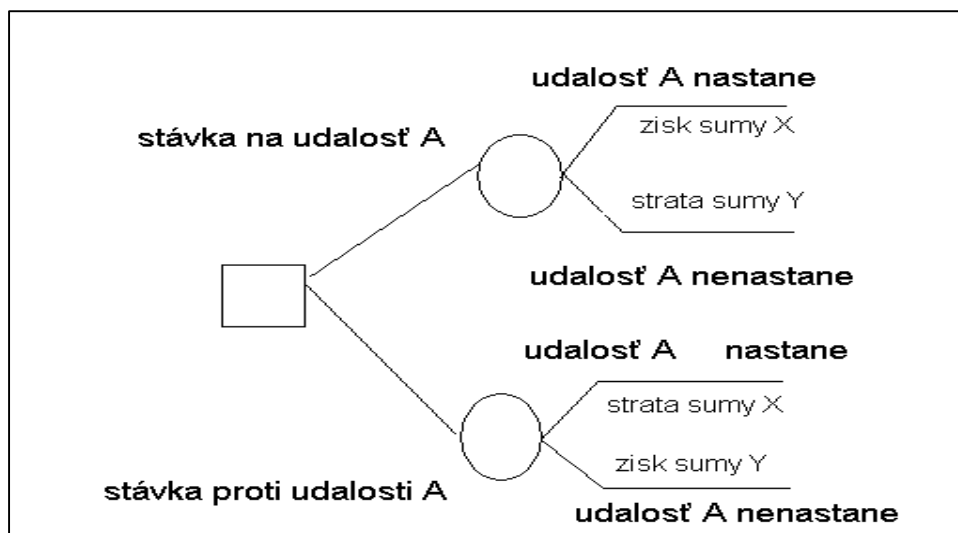 udalosť A nastane
zisk sumy X
stávka na udalosť A
strata sumy Y
udalosť A nenastane
udalosť A nastane
strata sumy X
zisk sumy Y
stávka proti udalosti A
udalosť A nenastane